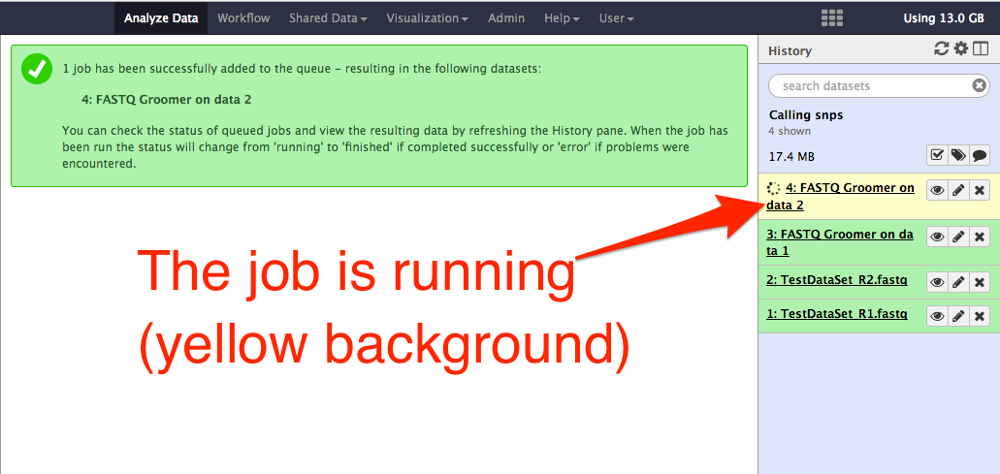 Analyze Data Workflow Shared Data Visualization Admin Help User Using 13.0 GB
1 job has been successfully added to the queue – resulting in the following datasets:
4: FASTQ Groomer on data 2
You can check the status of queued jobs and view the resulting data by refreshing the History pane. When the job has
been run the status will change from 'running' to 'finished' if completed successfully or 'error' if problems were
encountered.
The job is running
(yellow background)
History
search datasets
Calling snps
4 shown
17.4 MB
4: FASTQ Groomer on
data 2
3: FASTQ Groomer on da
ta 1
2: TestDataSet_R2.fastq
1: TestDataSet_R1.fastq